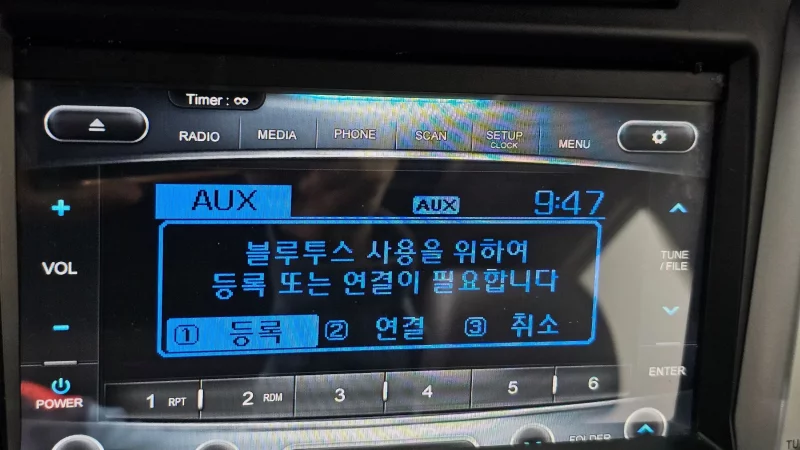 Timer : ∞
RADIO MEDIA PHONE SCAN SETUP MENU
CLOCK
AUX AUX 9:47
+
VOL
−
블루투스 사용을 위하여
등록 또는 연결이 필요합니다
① 등록 ② 연결 ③ 취소
TUNE
/ FILE
ENTER
POWER
1 RPT 2 RDM 3 4 5 6
FOLDER
TU